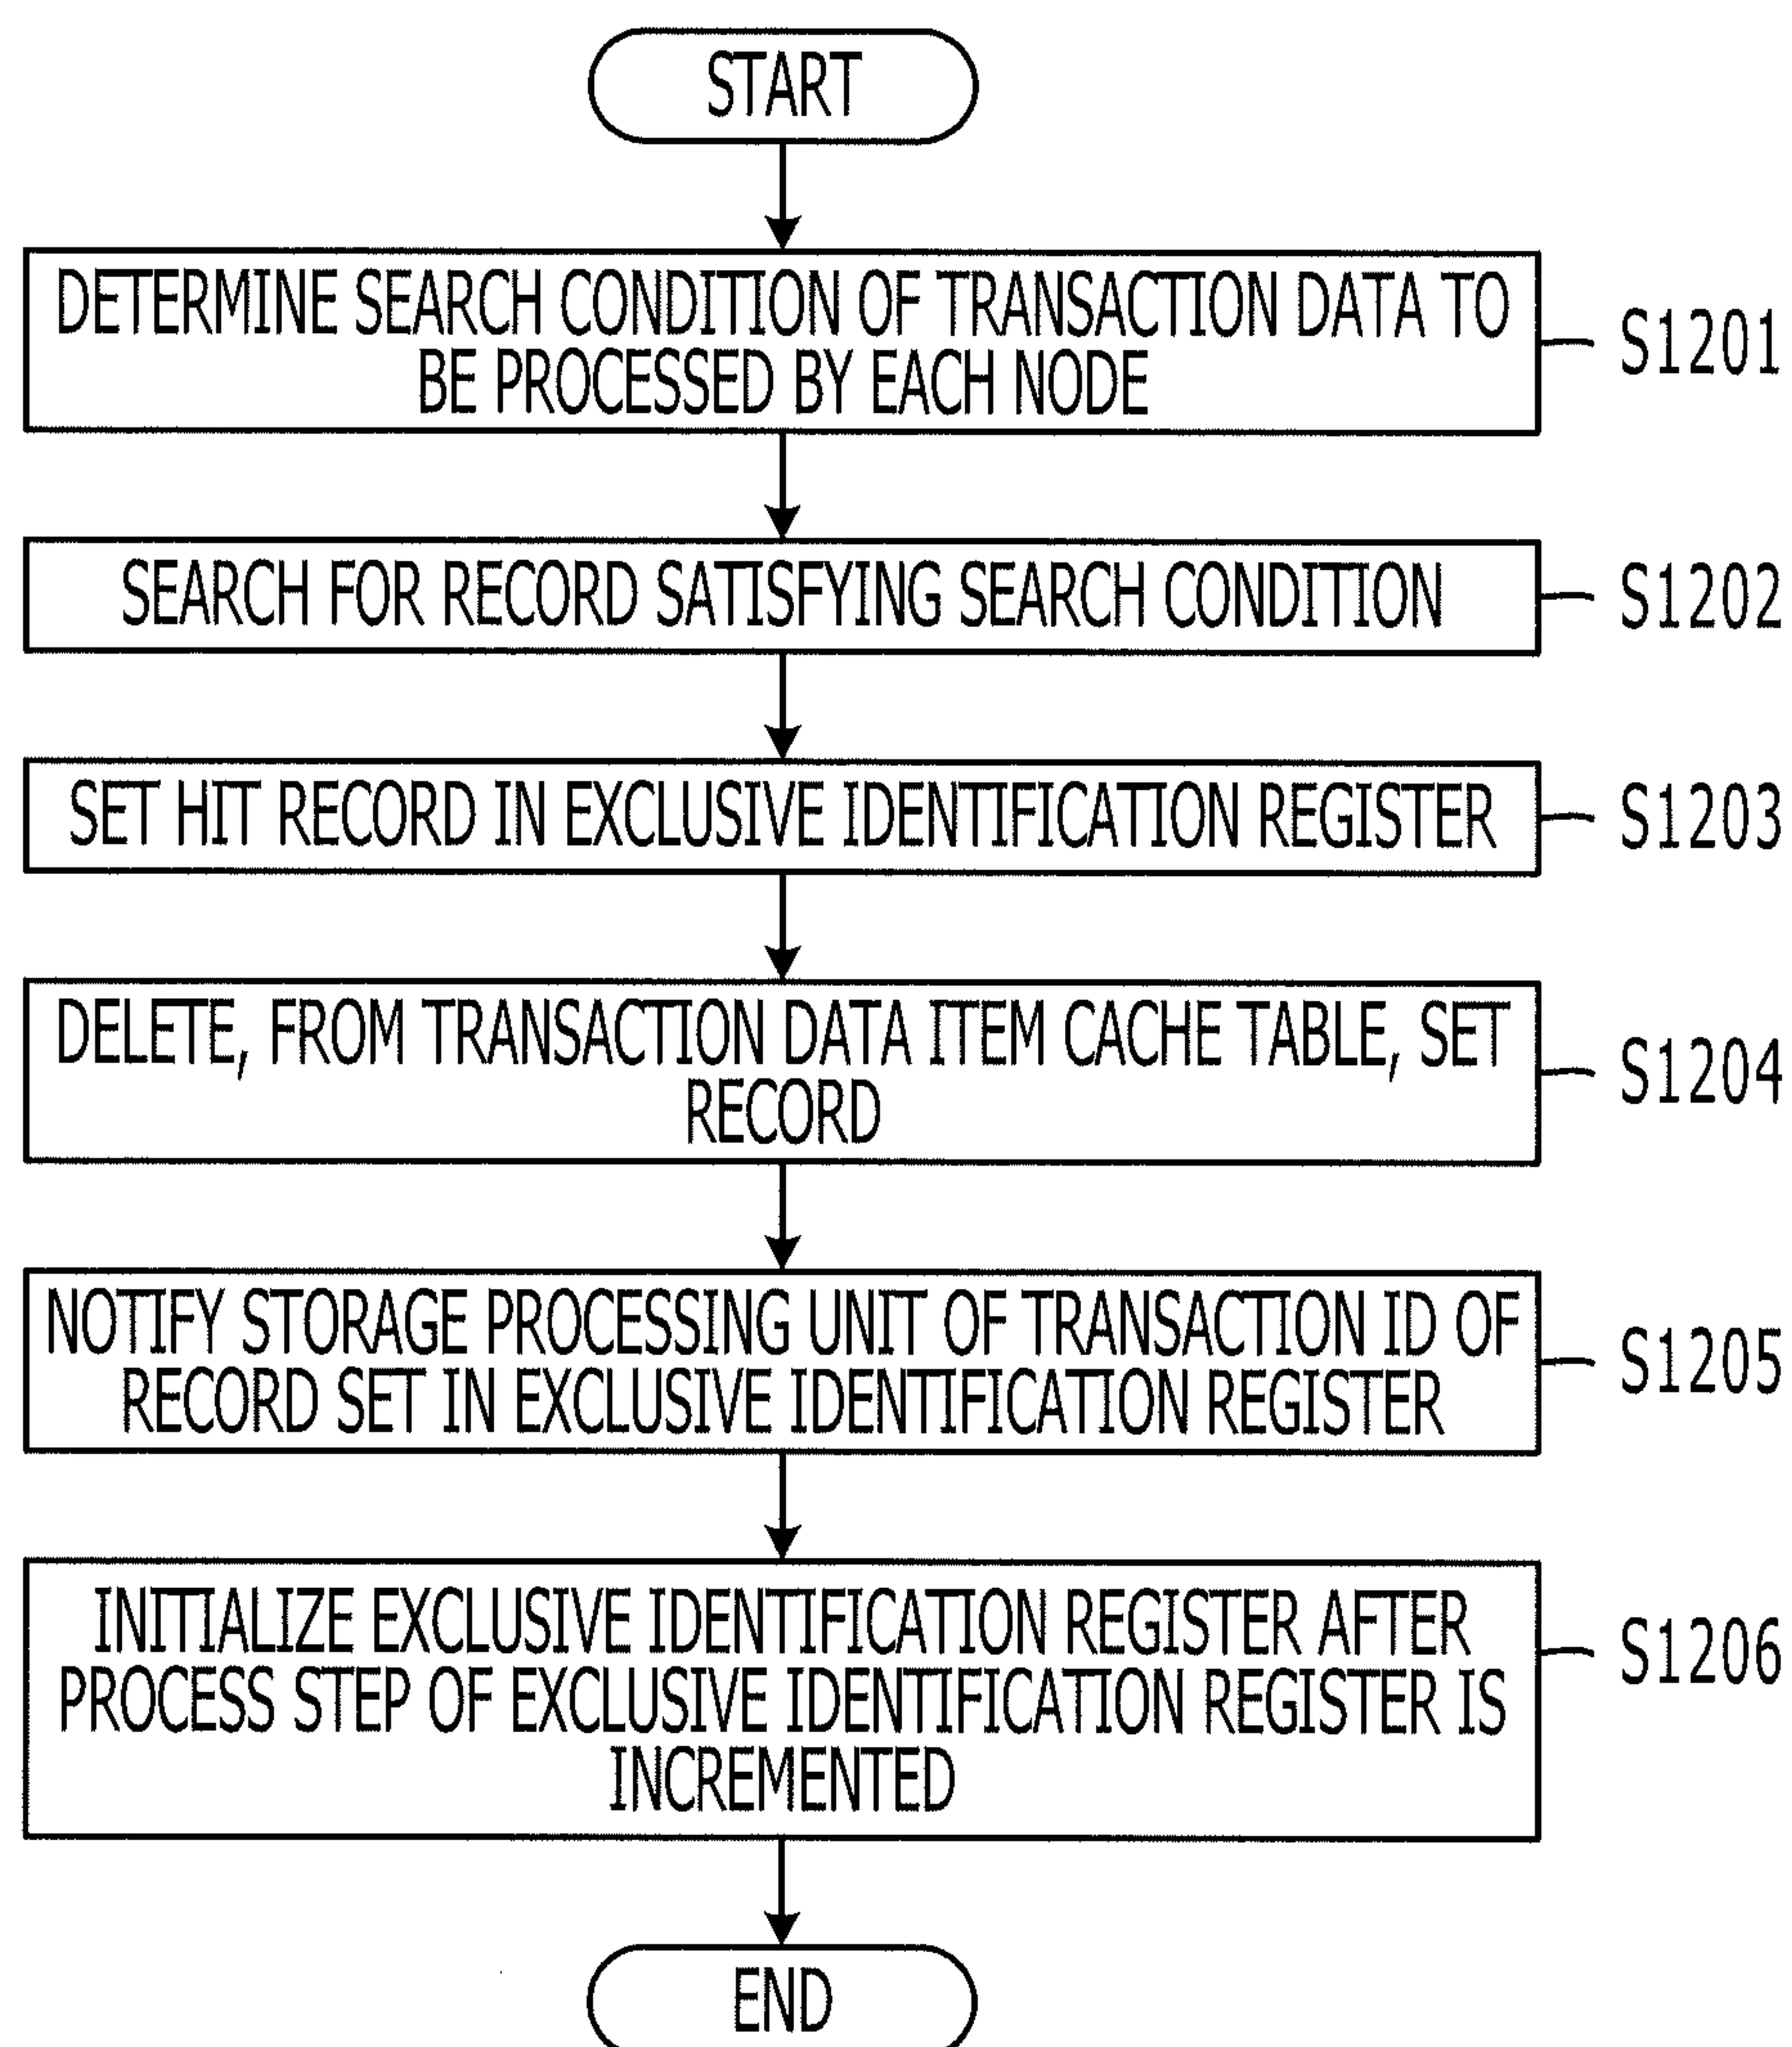 START
DETERMINE SEARCH CONDITION OF TRANSACTION DATA TO
BE PROCESSED BY EACH NODE
S1201
SEARCH FOR RECORD SATISFYING SEARCH CONDITION
S1202
SET HIT RECORD IN EXCLUSIVE IDENTIFICATION REGISTER
S1203
DELETE, FROM TRANSACTION DATA ITEM CACHE TABLE, SET
RECORD
S1204
NOTIFY STORAGE PROCESSING UNIT OF TRANSACTION ID OF
RECORD SET IN EXCLUSIVE IDENTIFICATION REGISTER
S1205
INITIALIZE EXCLUSIVE IDENTIFICATION REGISTER AFTER
PROCESS STEP OF EXCLUSIVE IDENTIFICATION REGISTER IS
INCREMENTED
S1206
END